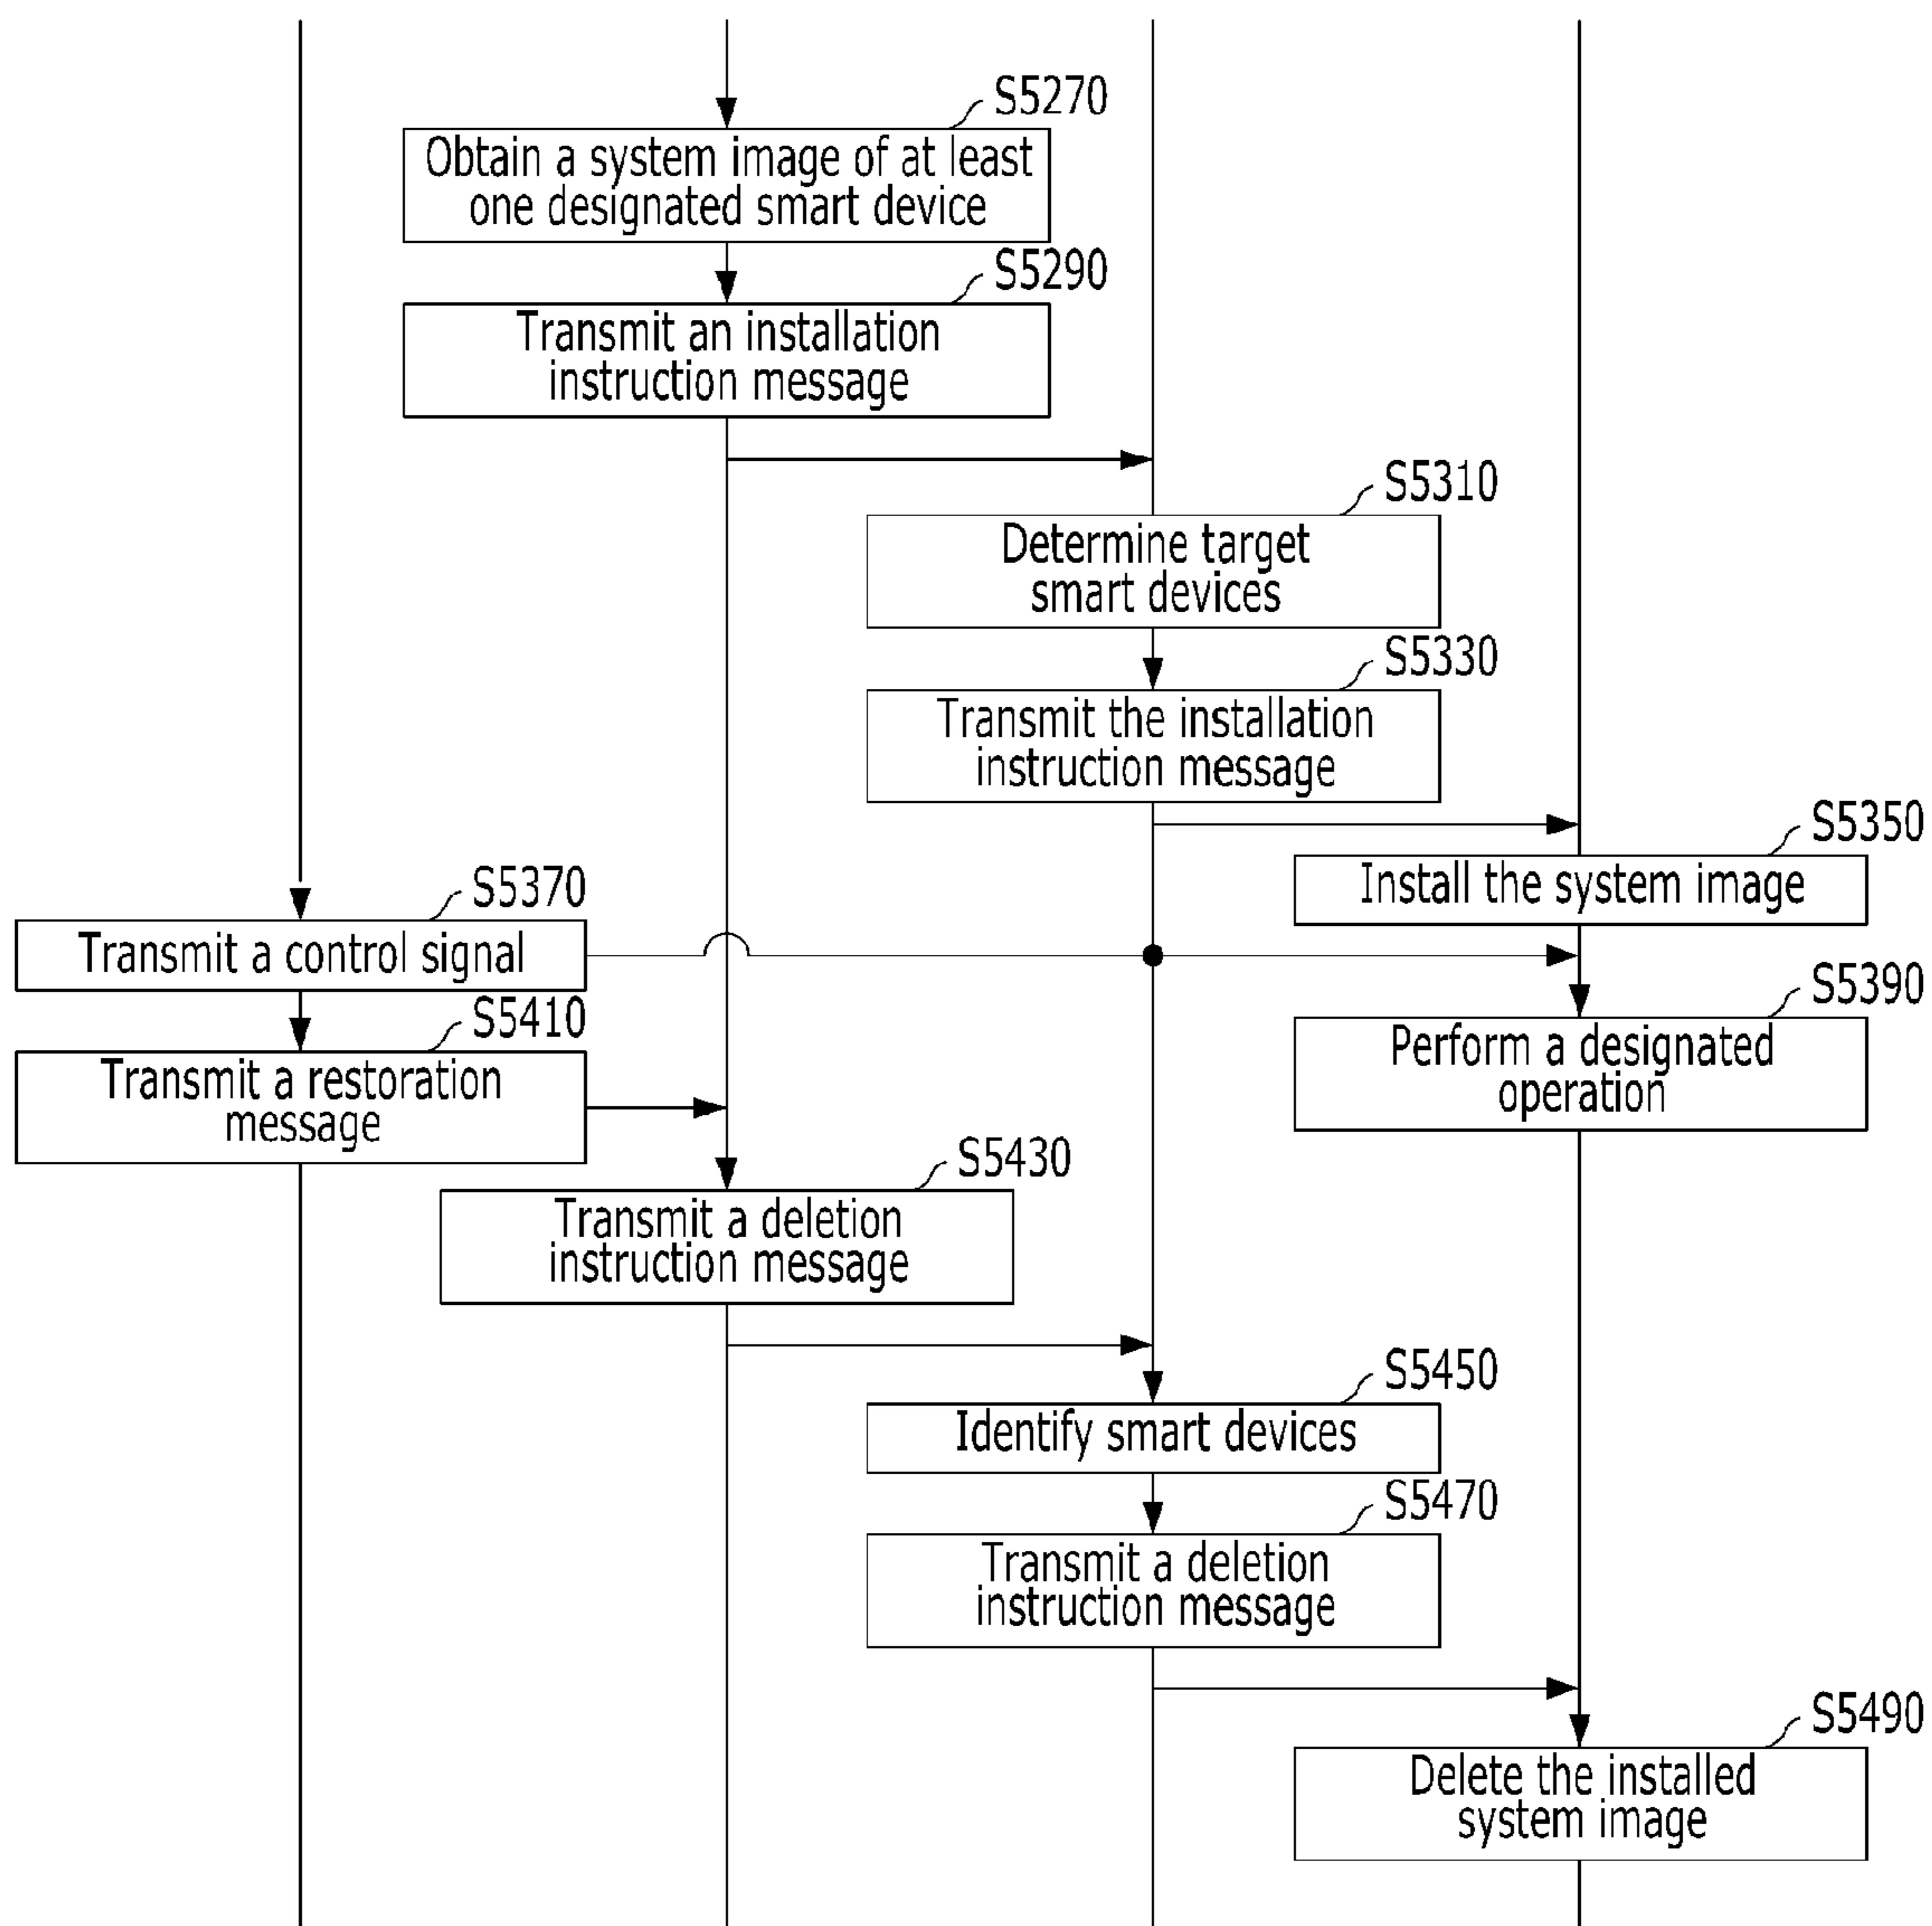 S5270
Obtain a system image of at least
one designated smart device
S5290
Transmit an installation
instruction message
S5310
Determine target
smart devices
S5330
Transmit the installation
instruction message
S5350
Install the system image
S5370
Transmit a control signal
S5390
Perform a designated
operation
S5410
Transmit a restoration
message
S5430
Transmit a deletion
instruction message
S5450
Identify smart devices
S5470
Transmit a deletion
instruction message
S5490
Delete the installed
system image